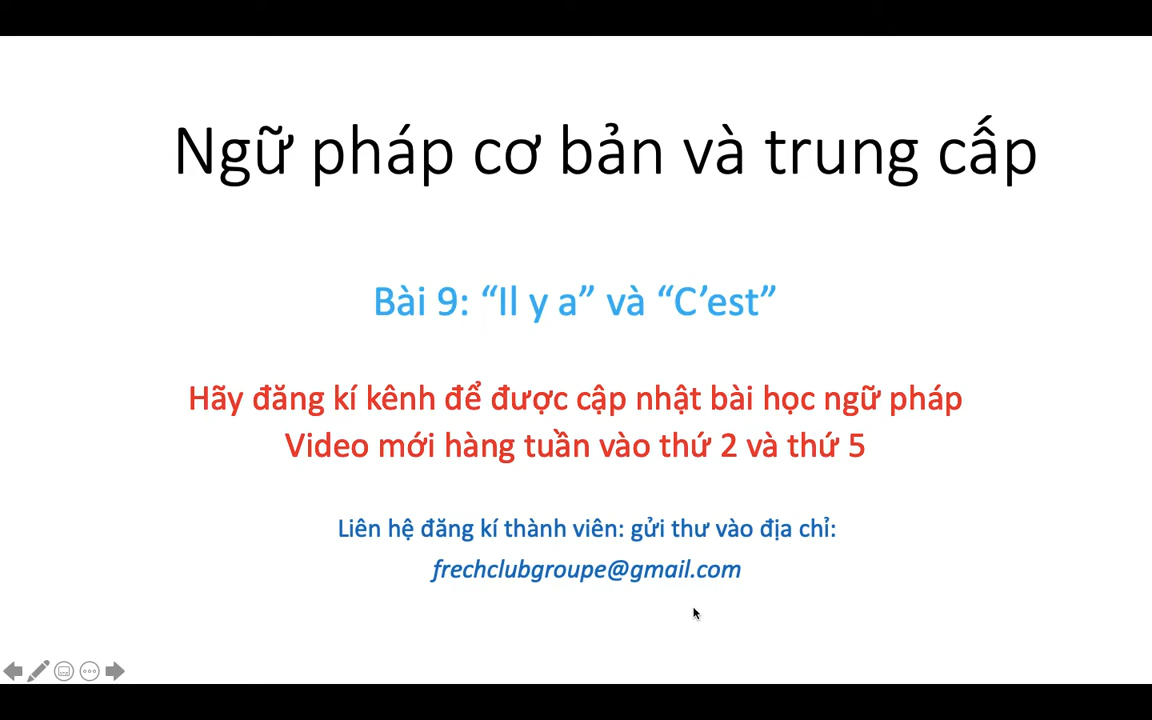 Ngữ pháp cơ bản và trung cấp
Bài 9: “Il y a” và “C’est”
Hãy đăng kí kênh để được cập nhật bài học ngữ pháp
Video mới hàng tuần vào thứ 2 và thứ 5
Liên hệ đăng kí thành viên: gửi thư vào địa chỉ:
frechclubgroupe@gmail.com